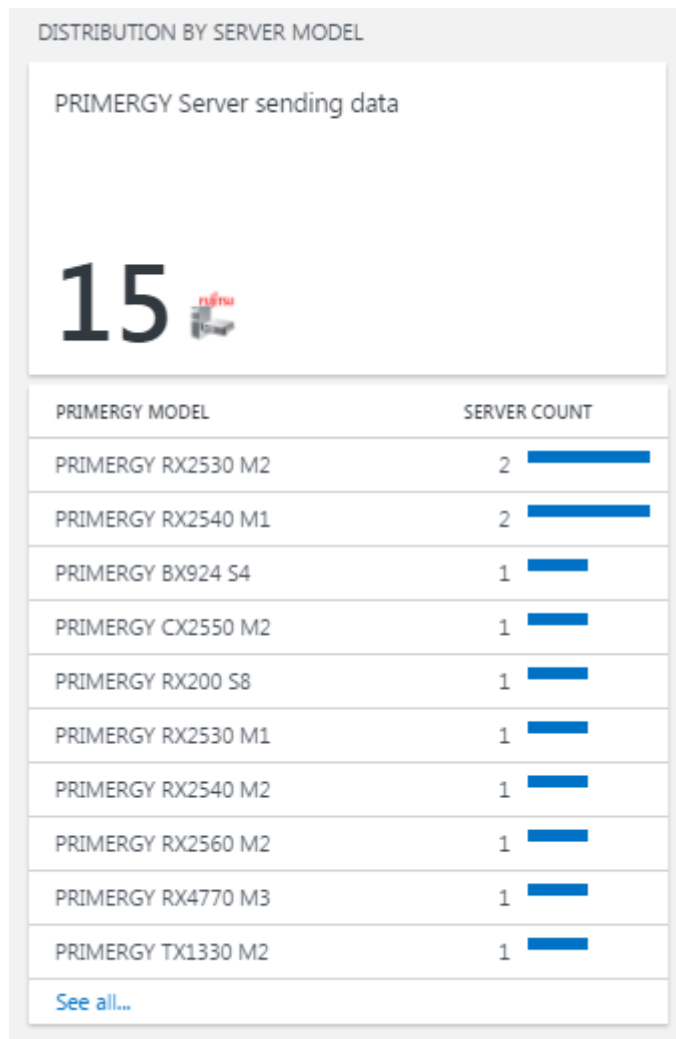 DISTRIBUTION BY SERVER MODEL
PRIMERGY Server sending data
15 FUJITSU
PRIMERGY MODEL SERVER COUNT
PRIMERGY RX2530 M2 2
PRIMERGY RX2540 M1 2
PRIMERGY BX924 S4 1
PRIMERGY CX2550 M2 1
PRIMERGY RX200 S8 1
PRIMERGY RX2530 M1 1
PRIMERGY RX2540 M2 1
PRIMERGY RX2560 M2 1
PRIMERGY RX4770 M3 1
PRIMERGY TX1330 M2 1
See all...